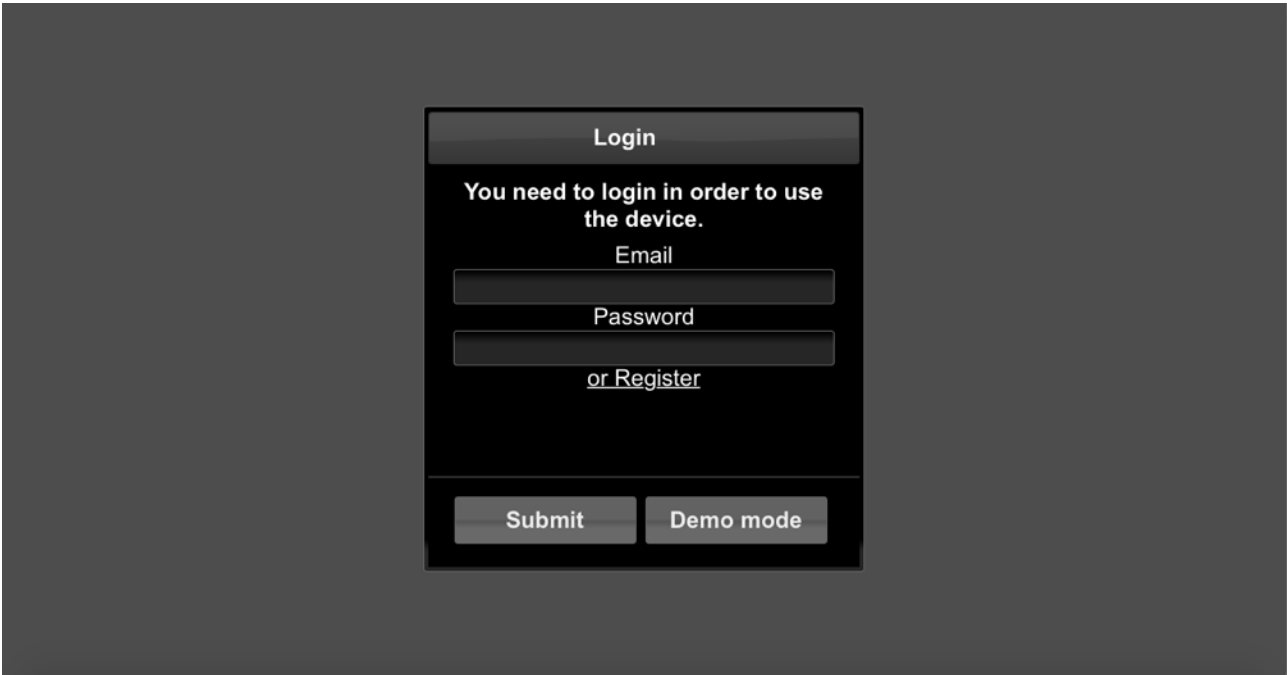 Login
You need to login in order to use
the device.
Email
Password
or Register
Submit Demo mode